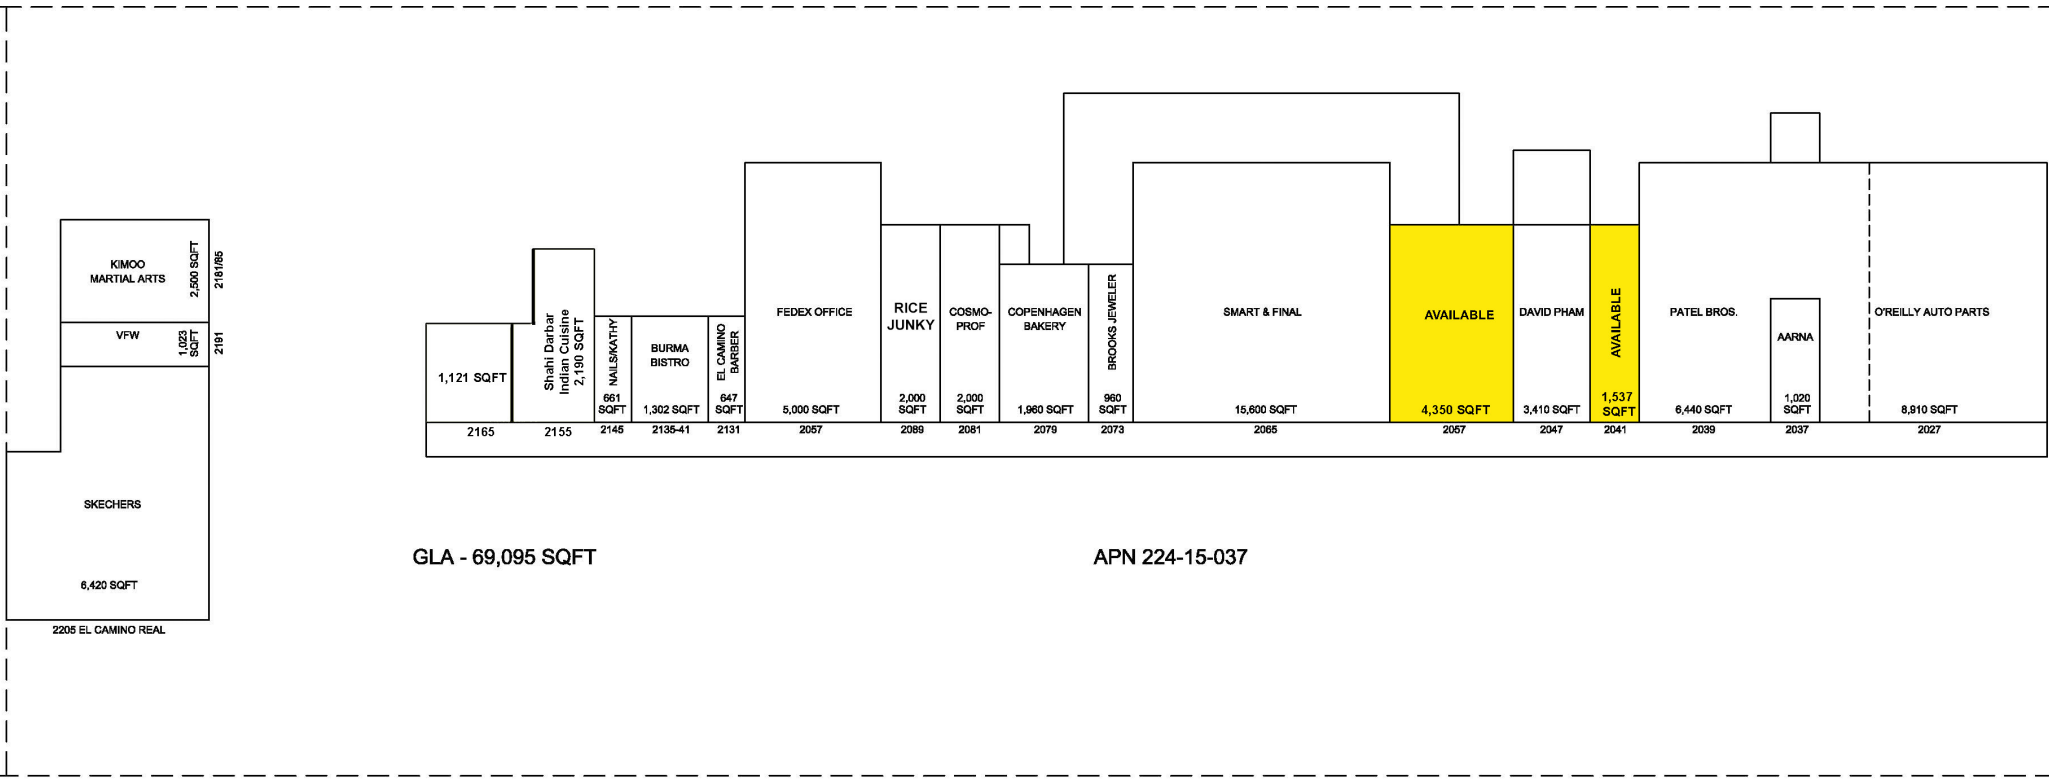 KIMOO
MARTIAL ARTS
2,500 SQFT
2181/85
VFW
1,023
SQFT
2191
SKECHERS
6,420 SQFT
2205 EL CAMINO REAL
1,121 SQFT
2165
Shahi Darbar
Indian Cuisine
2,190 SQFT
2155
NAILS/KATHY
661
SQFT
2145
BURMA
BISTRO
1,302 SQFT
2135-41
EL CAMINO
BARBER
647
SQFT
2131
FEDEX OFFICE
5,000 SQFT
2057
RICE
JUNKY
2,000
SQFT
2089
COSMO-
PROF
2,000
SQFT
2081
COPENHAGEN
BAKERY
1,960 SQFT
2079
BROOKS JEWELER
960
SQFT
2073
SMART & FINAL
15,600 SQFT
2065
AVAILABLE
4,350 SQFT
2057
DAVID PHAM
3,410 SQFT
2047
AVAILABLE
1,537
SQFT
2041
PATEL BROS.
6,440 SQFT
2039
AARNA
1,020
SQFT
2037
O'REILLY AUTO PARTS
8,910 SQFT
2027
GLA - 69,095 SQFT
APN 224-15-037